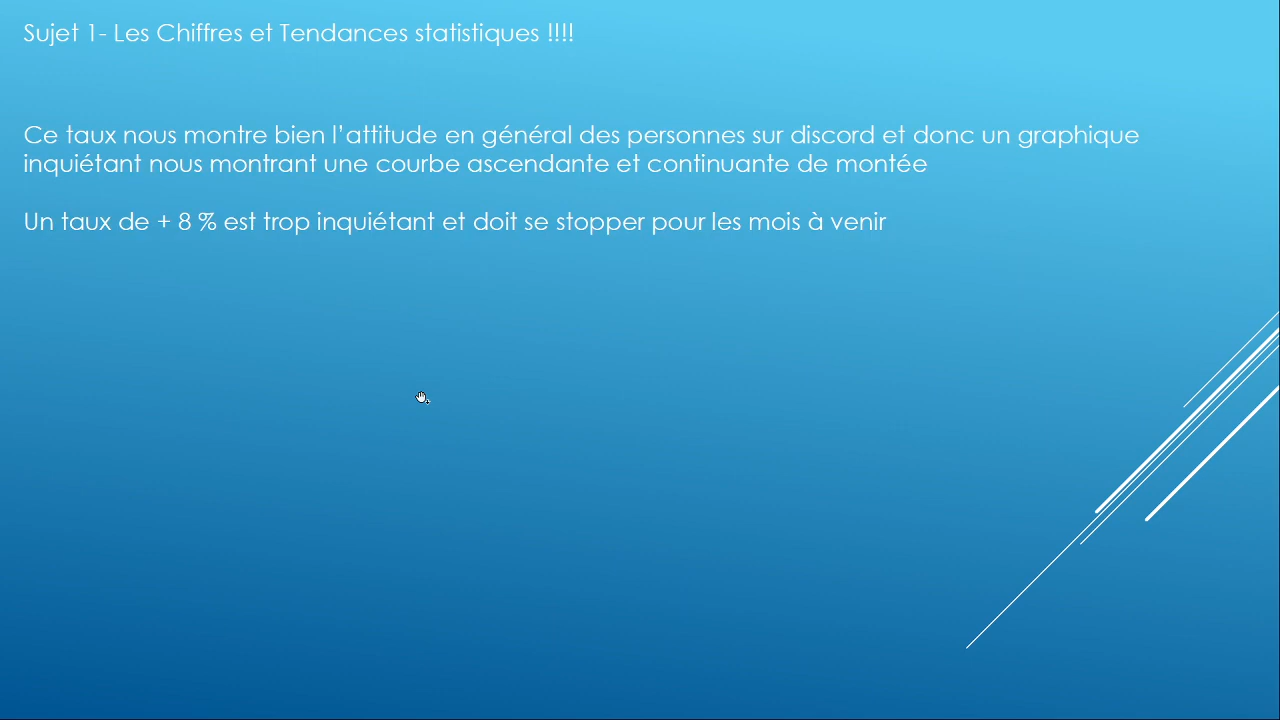 Sujet 1- Les Chiffres et Tendances statistiques !!!!
Ce taux nous montre bien l'attitude en général des personnes sur discord et donc un graphique
inquiétant nous montrant une courbe ascendante et continuante de montée
Un taux de + 8 % est trop inquiétant et doit se stopper pour les mois à venir